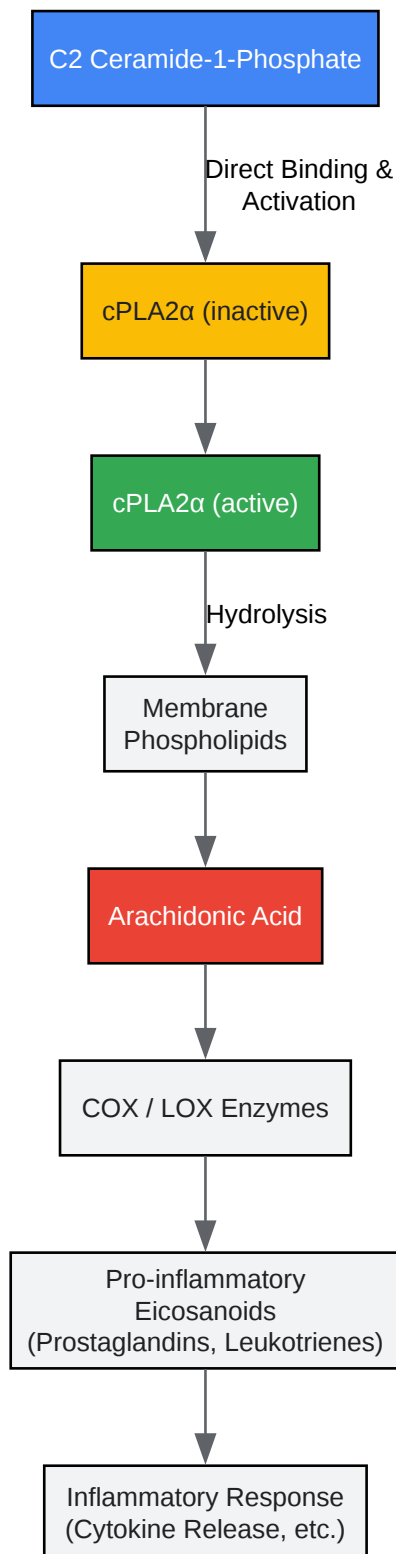 C2 Ceramide-1-Phosphate
Direct Binding &
Activation
cPLA2α (inactive)
cPLA2α (active)
Hydrolysis
Membrane
Phospholipids
Arachidonic Acid
COX / LOX Enzymes
Pro-inflammatory
Eicosanoids
(Prostaglandins, Leukotrienes)
Inflammatory Response
(Cytokine Release, etc.)